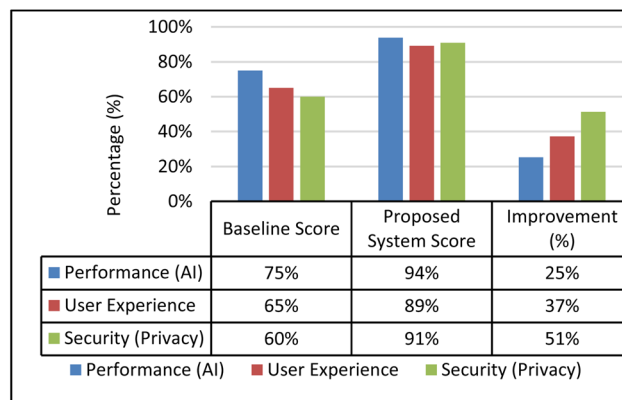 100%
80%
60%
40%
20%
0%
Percentage (%)
Baseline Score
Proposed
System Score
Improvement
(%)
Performance (AI) 75% 94% 25%
User Experience 65% 89% 37%
Security (Privacy) 60% 91% 51%
Performance (AI) User Experience Security (Privacy)